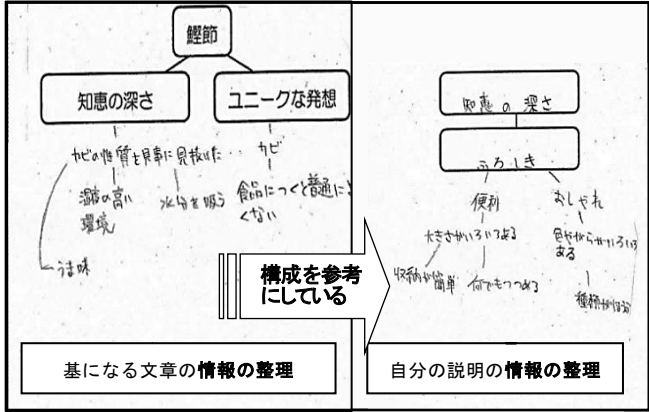 鰹節
知恵の深さ
ユニークな発想
カビの性質を見事に見抜いた…
カビ
湿度の高い
環境
水分を吸う
食品につくと普通によ
くない
うま味
知恵の深さ
ふろしき
便利
おしゃれ
大きさがいろいろある
色やがらがいろいろ
ある
収納が簡単
何でもつつめる
種類が
構成を参考
にしている
基になる文章の情報の整理
自分の説明の情報の整理